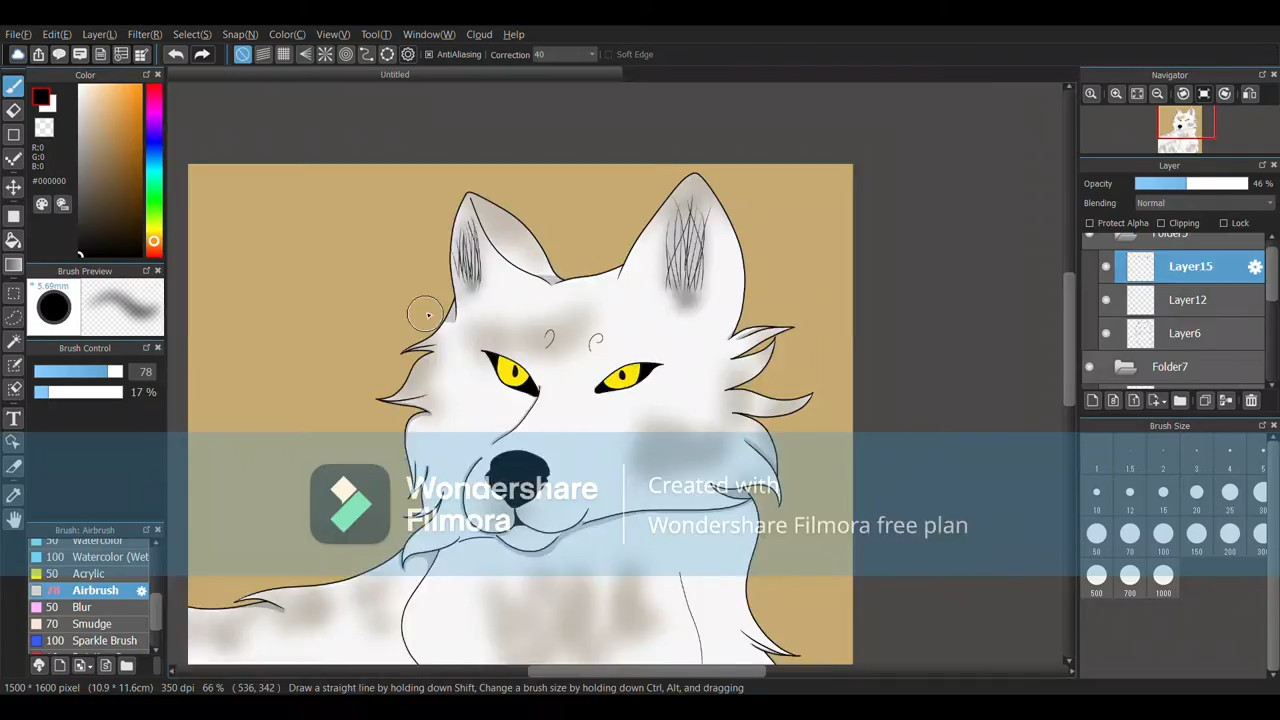 File(F) Edit(E) Layer(L) Filter(R) Select(S) Snap(N) Color(C) View(V) Tool(T) Window(W) Cloud Help
AntiAliasing Correction 40 Soft Edge
Color
Untitled
Navigator
R:0
G:0
B:0
#000000
Layer
Opacity 46 %
Blending Normal
Protect Alpha Clipping Lock
Layer15
Layer12
Layer6
Folder7
Brush Preview
5.69mm
Brush Control
78
17 %
Brush Size
1 1.5 2 3 4 5
10 12 15 20 25 30
50 70 100 150 200
500 700 1000
Wondershare
Filmora
Created with
Wondershare Filmora free plan
Brush: Airbrush
50 Watercolor
100 Watercolor (Wet
50 Acrylic
78 Airbrush
50 Blur
70 Smudge
100 Sparkle Brush
1500 * 1600 pixel (10.9 * 11.6cm) 350 dpi 66 % ( 536, 342 ) Draw a straight line by holding down Shift, Change a brush size by holding down Ctrl, Alt, and dragging